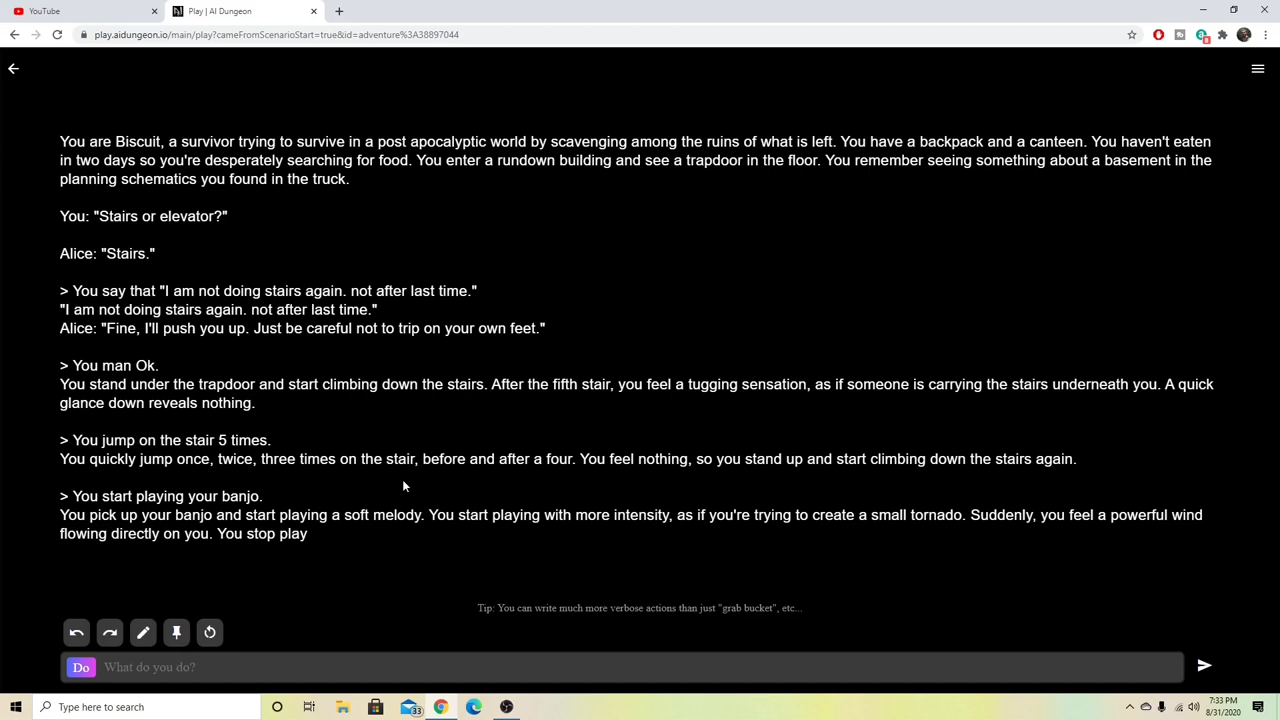 YouTube
Play | AI Dungeon
play.aidungeon.io/main/play?cameFromScenarioStart=true&id=adventure%3A38897044
8
You are Biscuit, a survivor trying to survive in a post apocalyptic world by scavenging among the ruins of what is left. You have a backpack and a canteen. You haven't eaten
in two days so you're desperately searching for food. You enter a rundown building and see a trapdoor in the floor. You remember seeing something about a basement in the
planning schematics you found in the truck.
You: "Stairs or elevator?"
Alice: "Stairs."
> You say that "I am not doing stairs again. not after last time."
"I am not doing stairs again. not after last time."
Alice: "Fine, I'll push you up. Just be careful not to trip on your own feet."
> You man Ok.
You stand under the trapdoor and start climbing down the stairs. After the fifth stair, you feel a tugging sensation, as if someone is carrying the stairs underneath you. A quick
glance down reveals nothing.
> You jump on the stair 5 times.
You quickly jump once, twice, three times on the stair, before and after a four. You feel nothing, so you stand up and start climbing down the stairs again.
> You start playing your banjo.
You pick up your banjo and start playing a soft melody. You start playing with more intensity, as if you're trying to create a small tornado. Suddenly, you feel a powerful wind
flowing directly on you. You stop play
Tip: You can write much more verbose actions than just "grab bucket", etc...
Do What do you do?
Type here to search
33
7:33 PM
8/31/2020